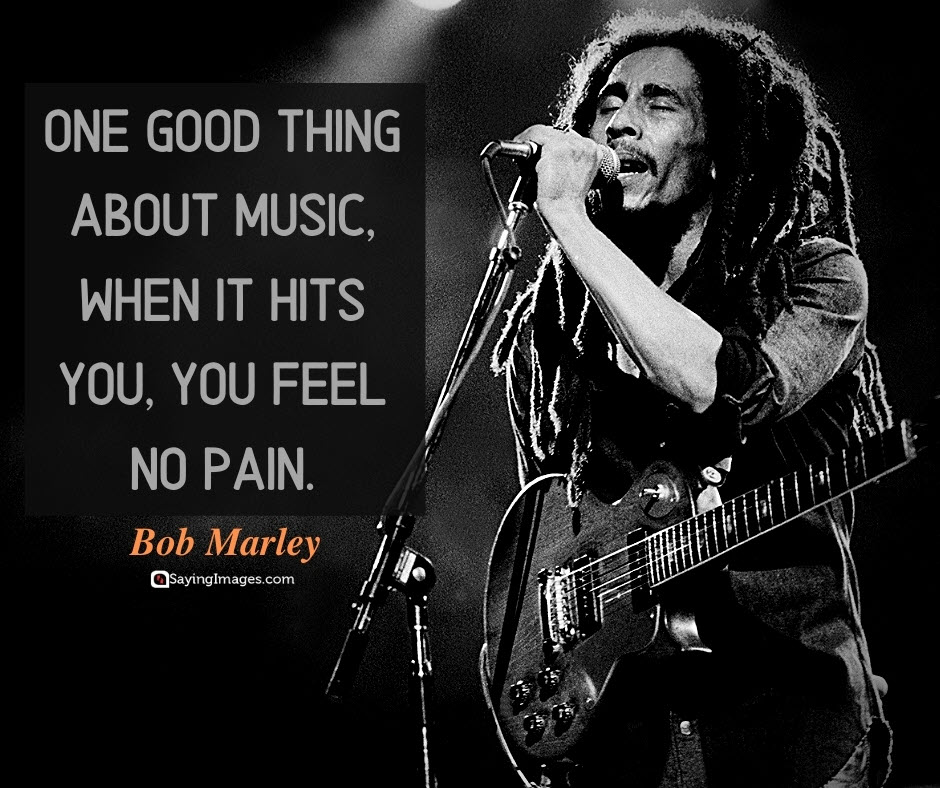 ONE GOOD THING
ABOUT MUSIC,
WHEN IT HITS
YOU, YOU FEEL
NO PAIN.
Bob Marley
SayingImages.com